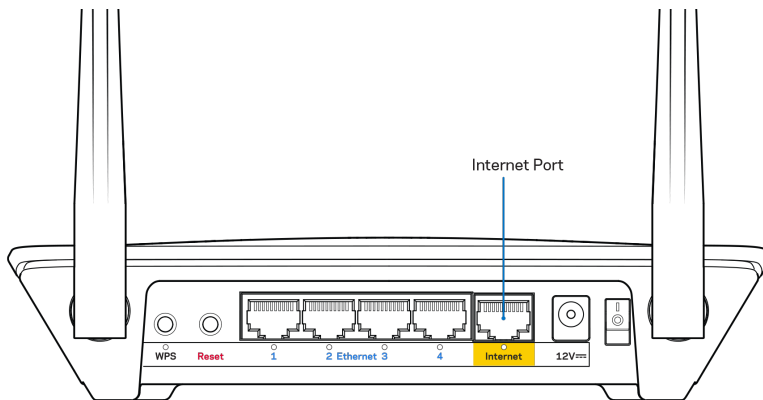 Internet Port
WPS Reset 1 2 Ethernet 3 4 Internet 12V⎓